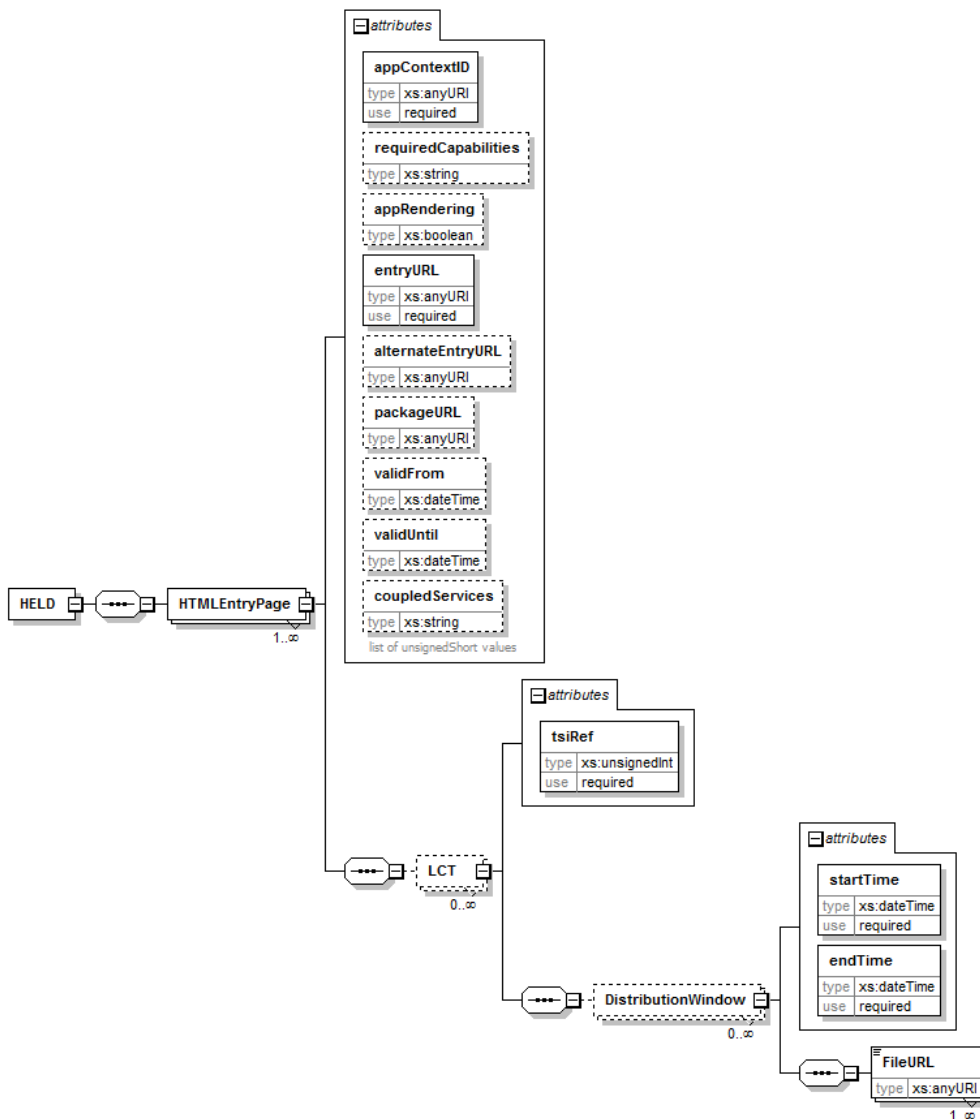 attributes
appContextID
type xs:anyURI
use required
requiredCapabilities
type xs:string
appRendering
type xs:boolean
entryURL
type xs:anyURI
use required
alternateEntryURL
type xs:anyURI
packageURL
type xs:anyURI
validFrom
type xs:dateTime
validUntil
type xs:dateTime
coupledServices
type xs:string
list of unsignedShort values
HELD
HTMLEntryPage
1..∞
attributes
tsiRef
type xs:unsignedInt
use required
LCT
0..∞
attributes
startTime
type xs:dateTime
use required
endTime
type xs:dateTime
use required
DistributionWindow
0..∞
FileURL
type xs:anyURI
1..∞